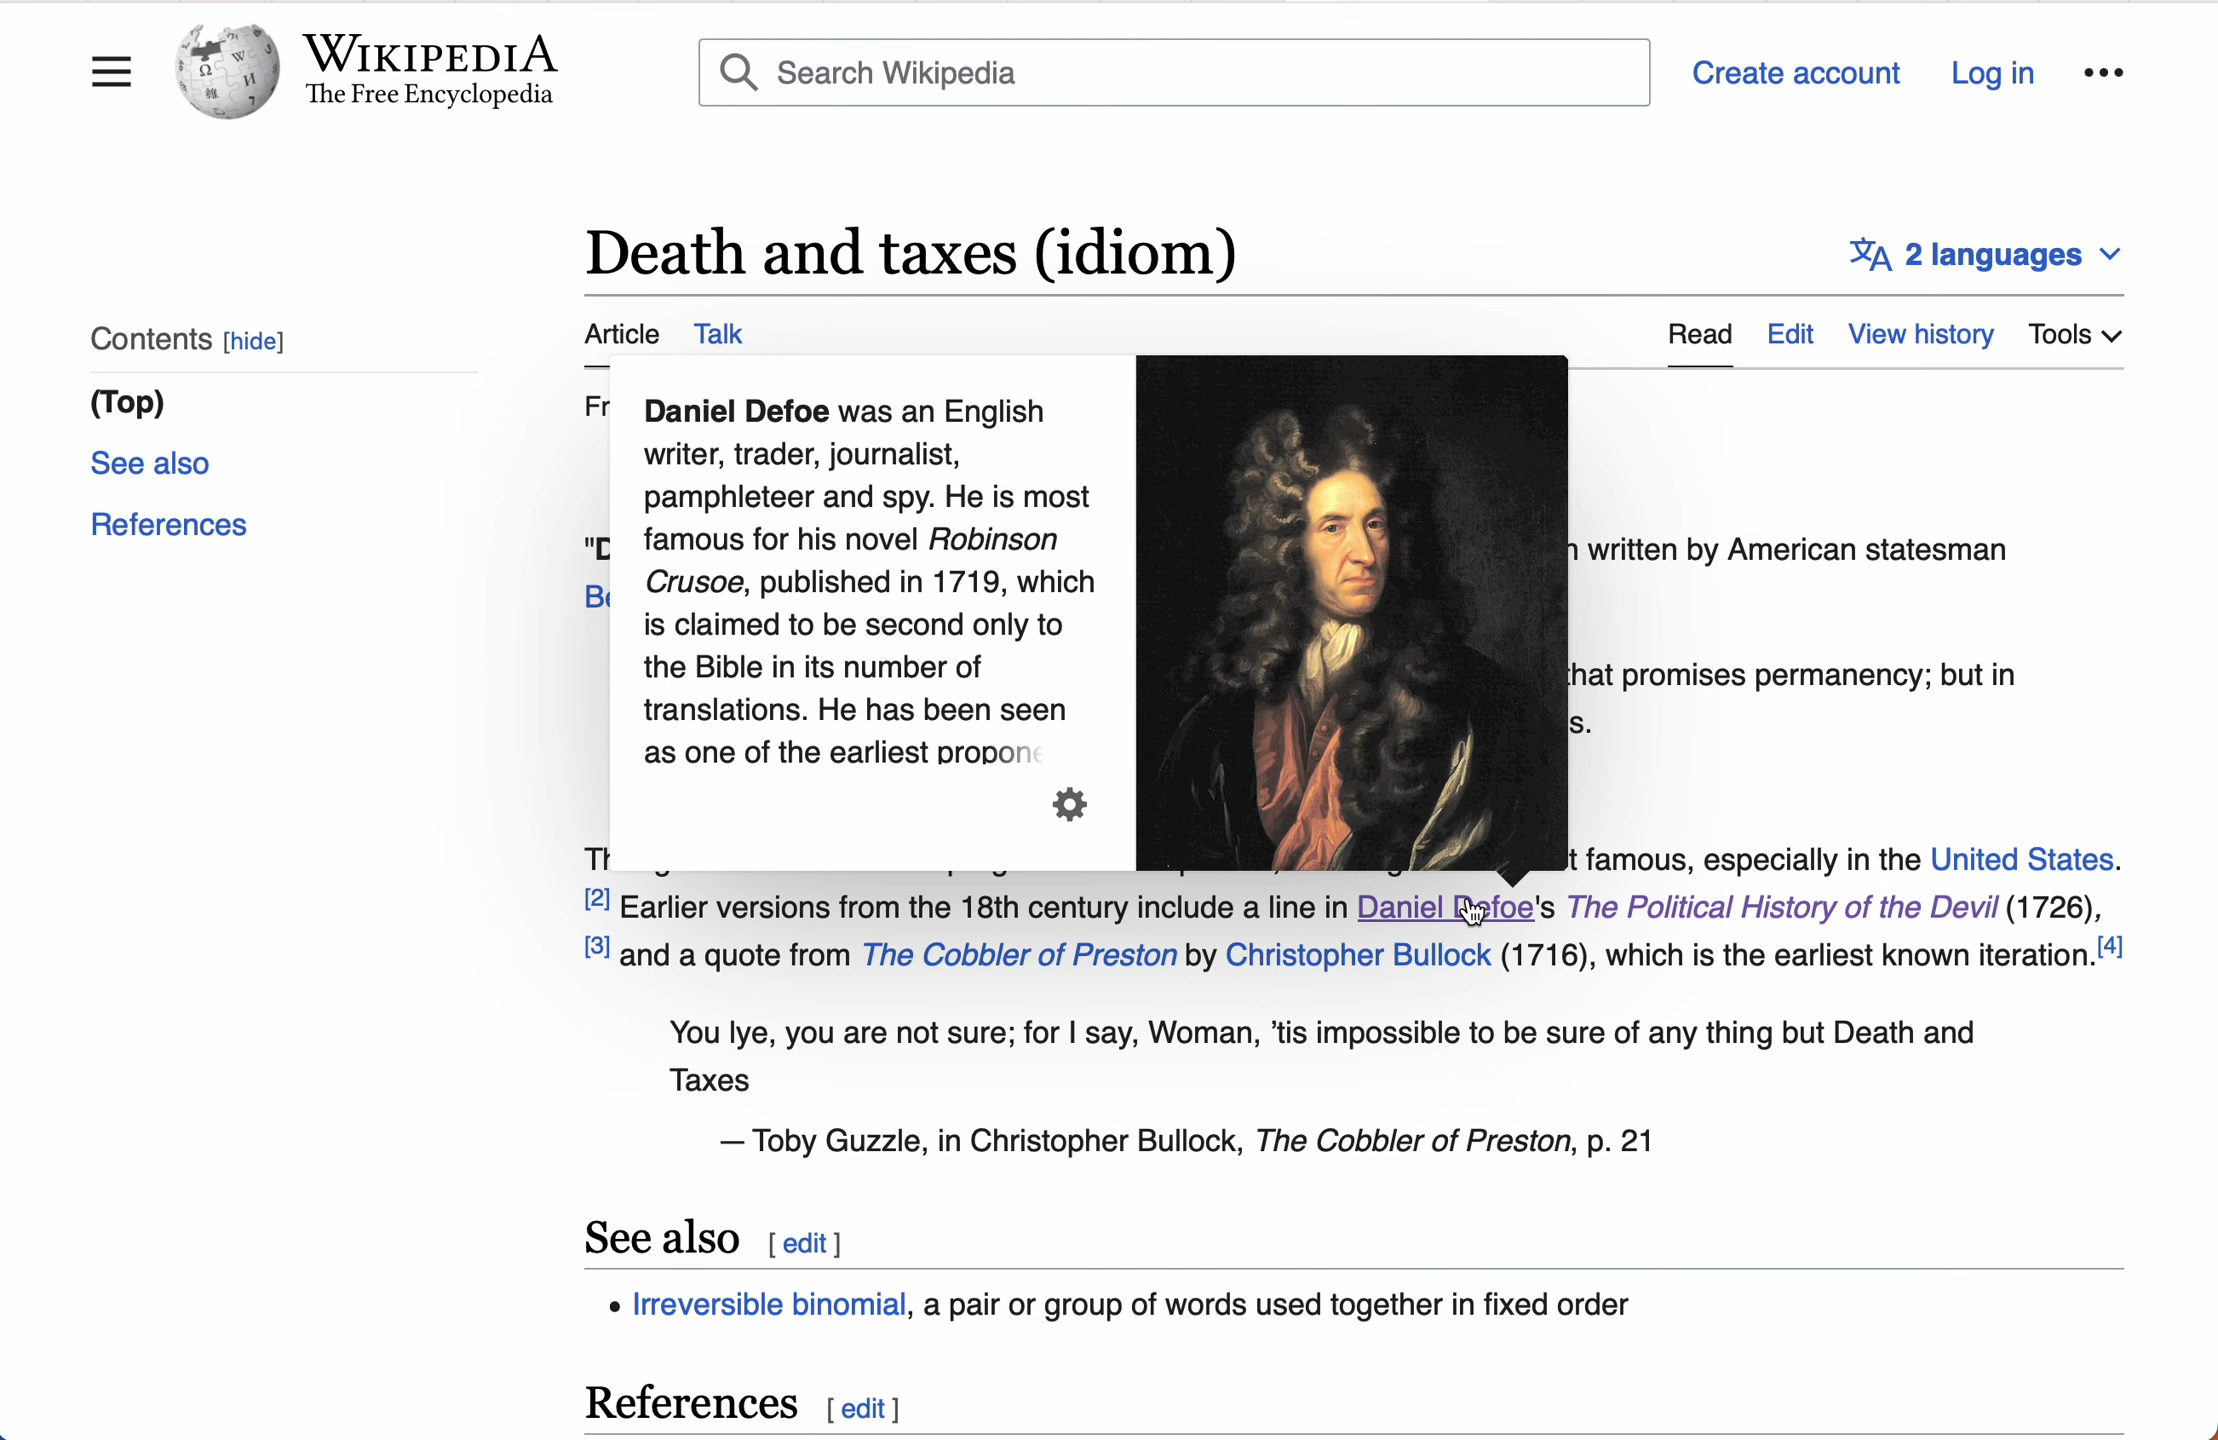 WIKIPEDIA
The Free Encyclopedia
Search Wikipedia
Create account Log in •••
Death and taxes (idiom)
2 languages
Contents [hide]
(Top)
See also
References
Article Talk
Read Edit View history Tools
Daniel Defoe was an English
writer, trader, journalist,
pamphleteer and spy. He is most
famous for his novel Robinson
Crusoe, published in 1719, which
is claimed to be second only to
the Bible in its number of
translations. He has been seen
as one of the earliest
written by American statesman
that promises permanency; but in
famous, especially in the United States.
[2] Earlier versions from the 18th century include a line in Daniel Defoe's The Political History of the Devil (1726),
[3] and a quote from The Cobbler of Preston by Christopher Bullock (1716), which is the earliest known iteration.[4]
You lye, you are not sure; for I say, Woman, ’tis impossible to be sure of any thing but Death and
Taxes
— Toby Guzzle, in Christopher Bullock, The Cobbler of Preston, p. 21
See also [ edit ]
• Irreversible binomial, a pair or group of words used together in fixed order
References [ edit ]